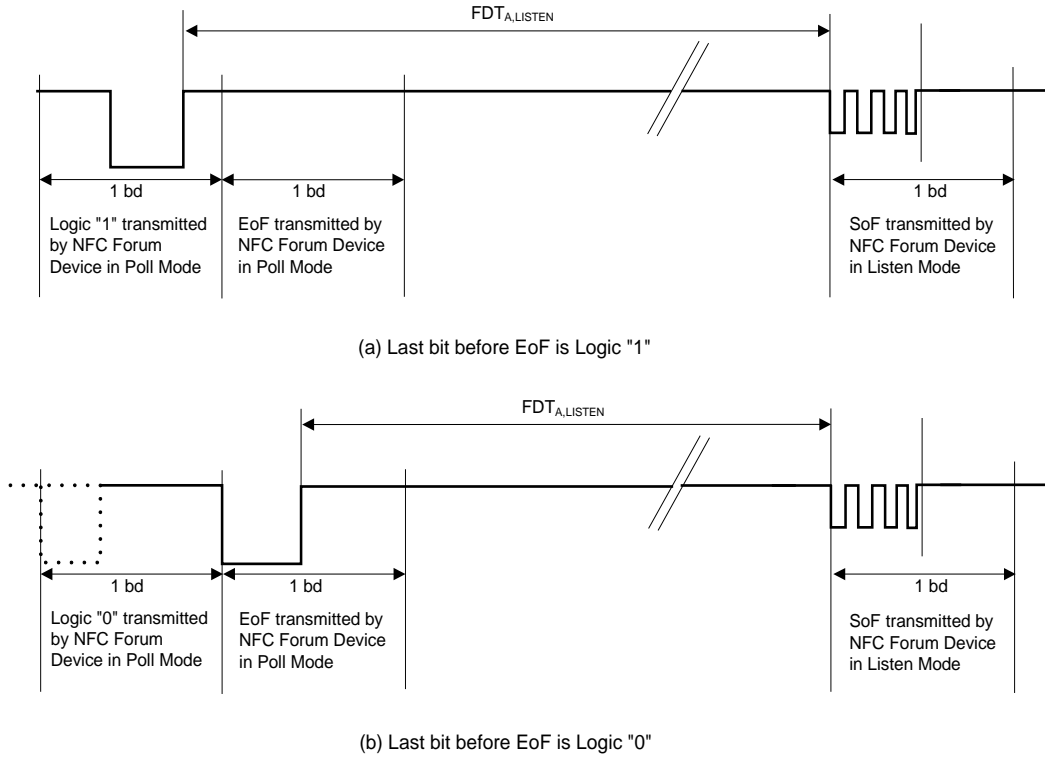 FDTA,LISTEN
1 bd
1 bd
1 bd
Logic "1" transmitted
by NFC Forum
Device in Poll Mode
EoF transmitted by
NFC Forum Device
in Poll Mode
SoF transmitted by
NFC Forum Device
in Listen Mode
(a) Last bit before EoF is Logic "1"
FDTA,LISTEN
1 bd
1 bd
1 bd
Logic "0" transmitted
by NFC Forum
Device in Poll Mode
EoF transmitted by
NFC Forum Device
in Poll Mode
SoF transmitted by
NFC Forum Device
in Listen Mode
(b) Last bit before EoF is Logic "0"